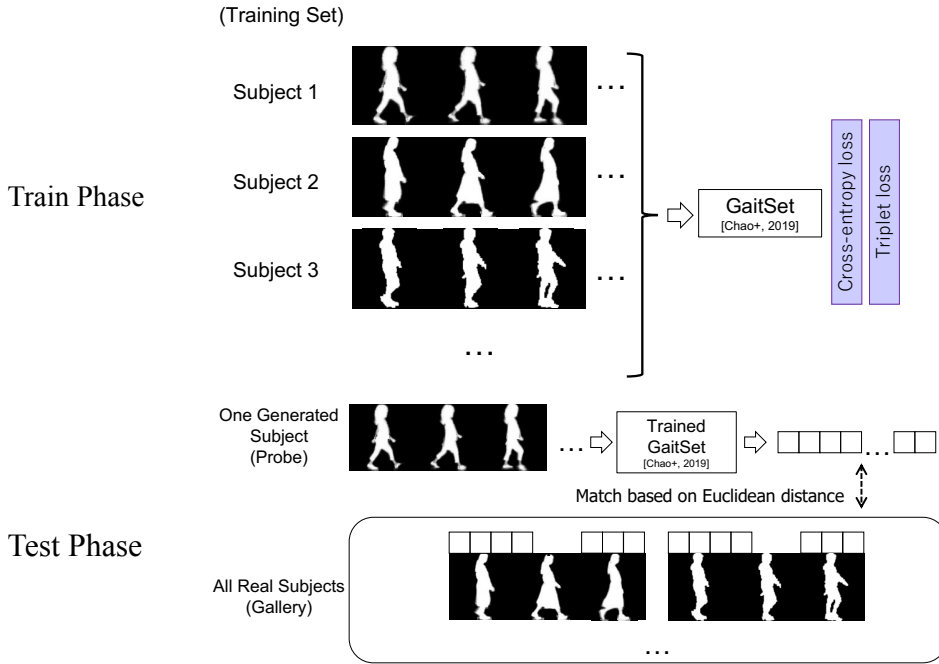 (Training Set)
Subject 1
...
Subject 2
...
Train Phase
Subject 3
...
...
GaitSet
[Chao+, 2019]
Cross-entropy loss
Triplet loss
One Generated
Subject
(Probe)
...
Trained
GaitSet
[Chao+, 2019]
...
Match based on Euclidean distance
Test Phase
All Real Subjects
(Gallery)
...